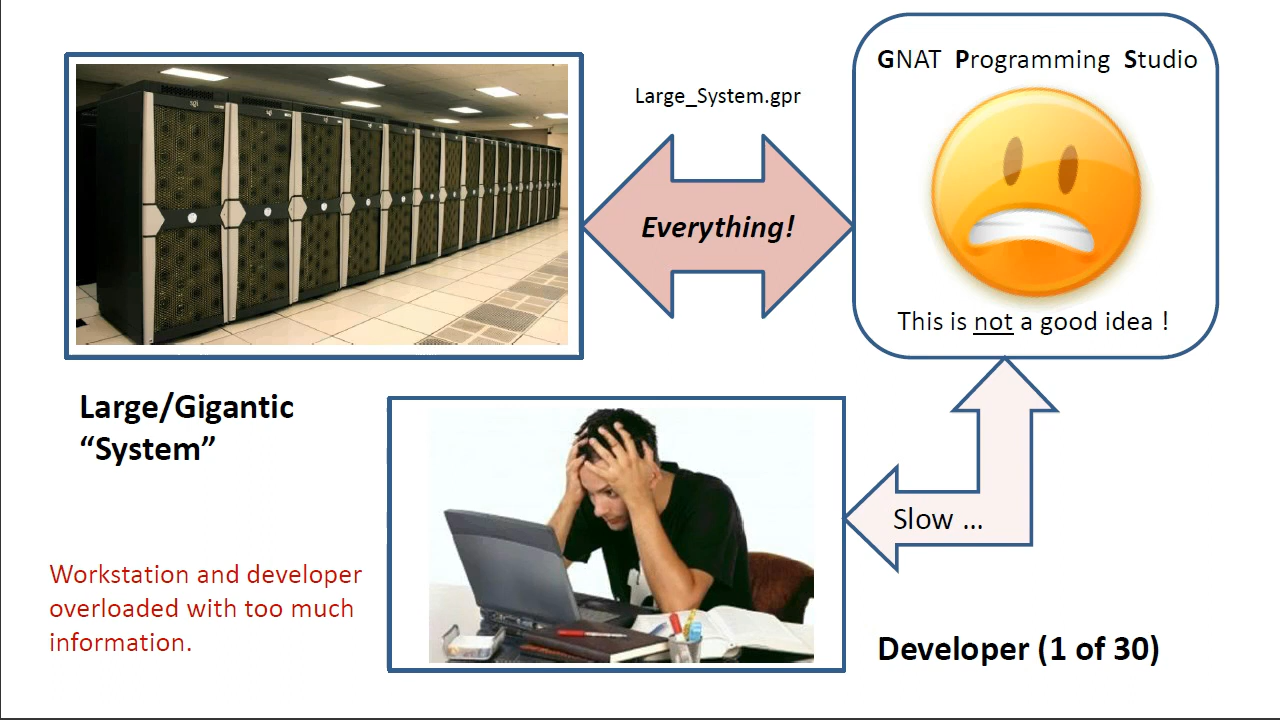 GNAT Programming Studio
Large_System.gpr
Everything!
This is not a good idea !
Large/Gigantic
“System”
Slow ...
Workstation and developer
overloaded with too much
information.
Developer (1 of 30)
sgi